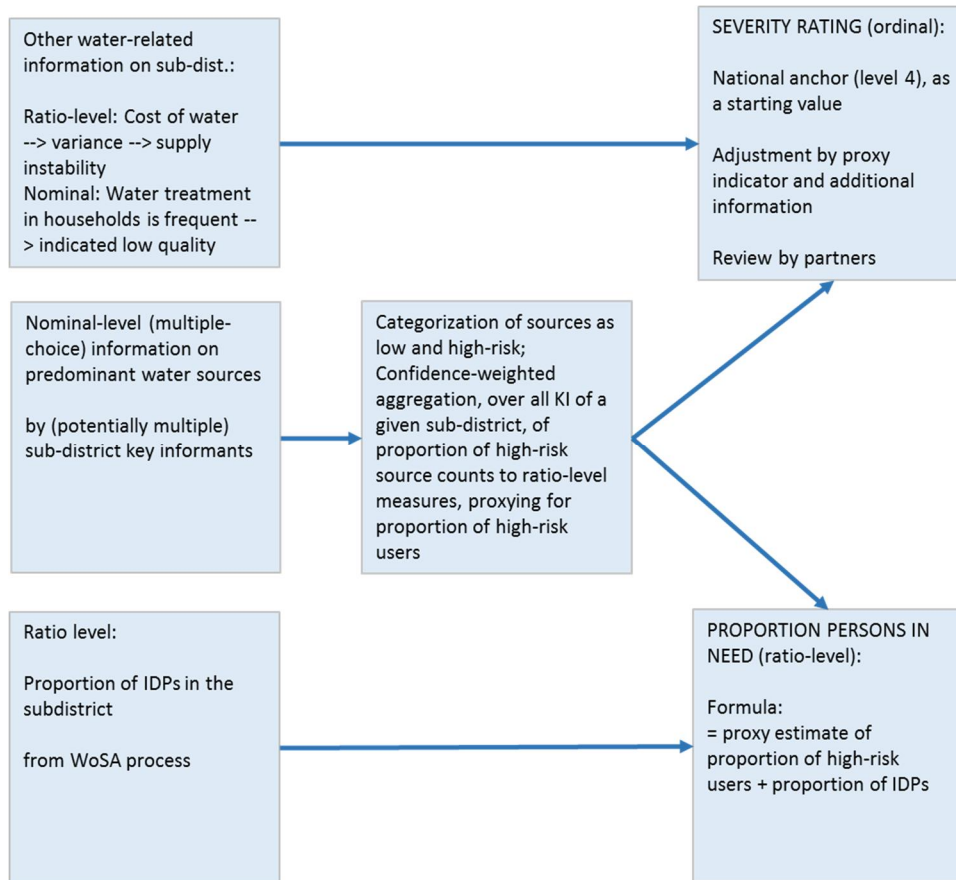 Other water-related
information on sub-dist.:
Ratio-level: Cost of water
--> variance --> supply
instability
Nominal: Water treatment
in households is frequent --
> indicated low quality
SEVERITY RATING (ordinal):
National anchor (level 4), as
a starting value
Adjustment by proxy
indicator and additional
information
Review by partners
Nominal-level (multiple-
choice) information on
predominant water sources
by (potentially multiple)
sub-district key informants
Categorization of sources as
low and high-risk;
Confidence-weighted
aggregation, over all KI of a
given sub-district, of
proportion of high-risk
source counts to ratio-level
measures, proxying for
proportion of high-risk
users
Ratio level:
Proportion of IDPs in the
subdistrict
from WoSA process
PROPORTION PERSONS IN
NEED (ratio-level):
Formula:
= proxy estimate of
proportion of high-risk
users + proportion of IDPs